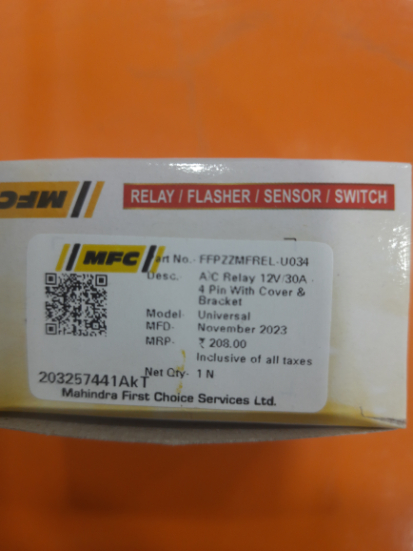 MFC
RELAY / FLASHER / SENSOR / SWITCH
MFC
Part No.- FFPZZMFREL-U034
Desc.- A/C Relay 12V/30A -
4 Pin With Cover &
Bracket
Model- Universal
MFD- November 2023
MRP- ₹ 208.00
Inclusive of all taxes
Net Qty- 1 N
203257441AkT
Mahindra First Choice Services Ltd.